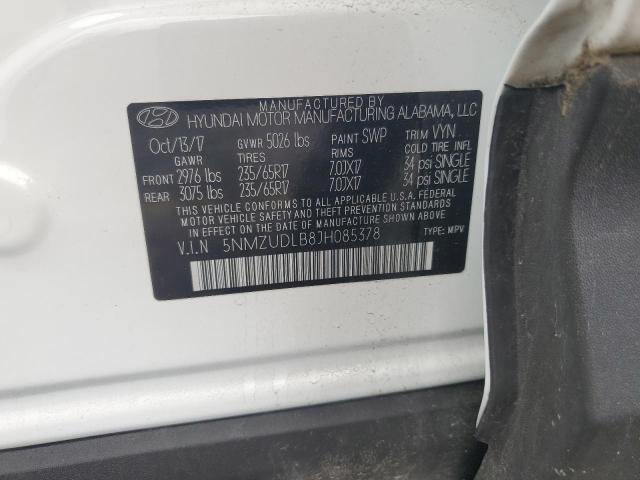 MANUFACTURED BY
HYUNDAI MOTOR MANUFACTURING ALABAMA, LLC
Oct/13/17 GVWR 5026 lbs PAINT SWP TRIM VYN
GAWR TIRES RIMS COLD TIRE INFL
FRONT 2976 lbs 235/65R17 7.0JX17 34 psi SINGLE
REAR 3075 lbs 235/65R17 7.0JX17 34 psi SINGLE
THIS VEHICLE CONFORMS TO ALL APPLICABLE U.S.A. FEDERAL
MOTOR VEHICLE SAFETY, BUMPER, AND THEFT PREVENTION
STANDARDS IN EFFECT ON THE DATE OF MANUFACTURE SHOWN ABOVE.
V.I.N 5NMZUDLB8JH085378 TYPE: MPV